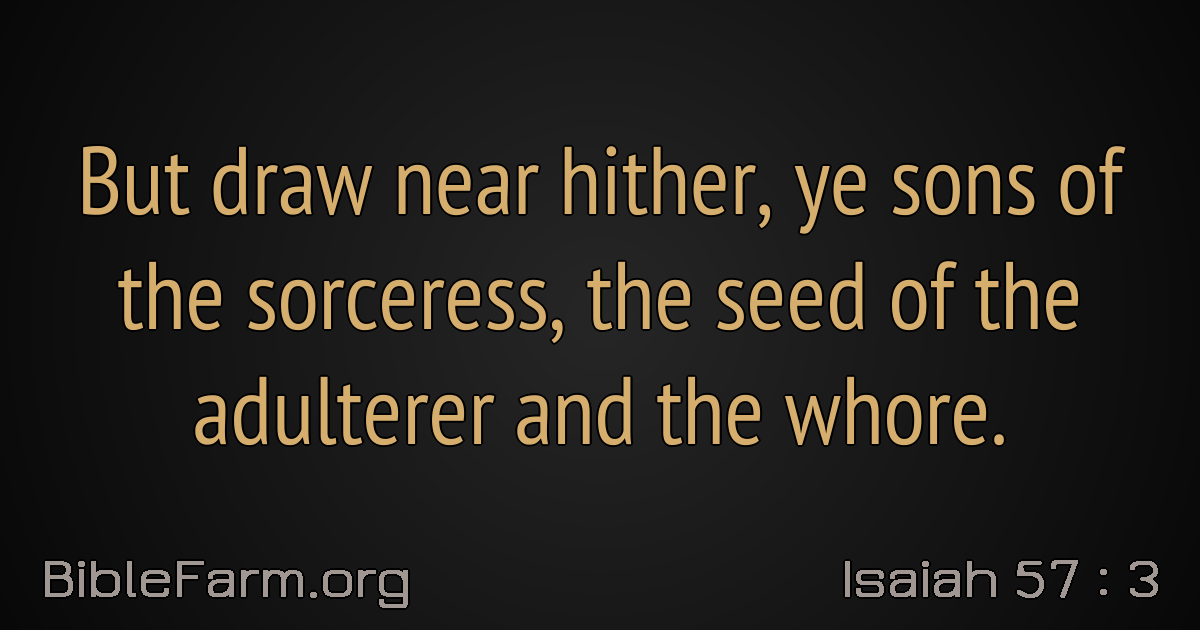 But draw near hither, ye sons of
the sorceress, the seed of the
adulterer and the whore.
BibleFarm.org
Isaiah 57 : 3